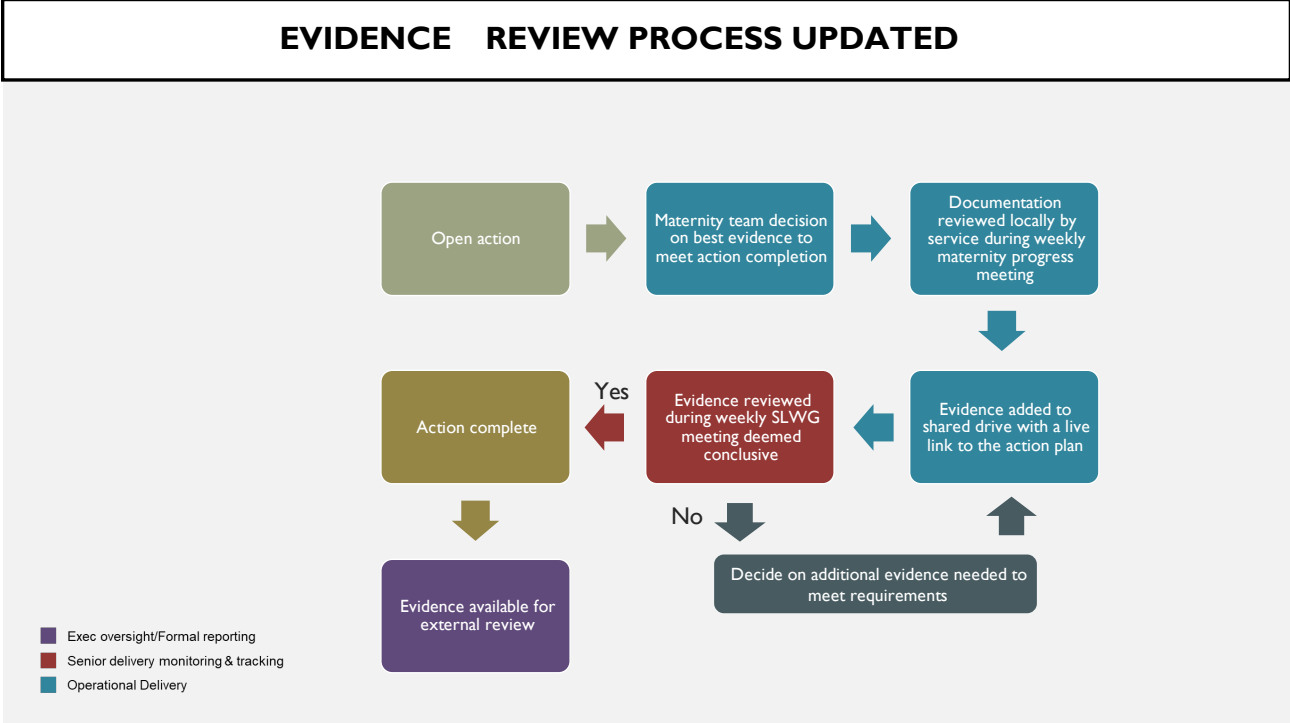 EVIDENCE REVIEW PROCESS UPDATED
Open action
Maternity team decision
on best evidence to
meet action completion
Documentation
reviewed locally by
service during weekly
maternity progress
meeting
Action complete
Yes
Evidence reviewed
during weekly SLWG
meeting deemed
conclusive
Evidence added to
shared drive with a live
link to the action plan
No
Decide on additional evidence needed to
meet requirements
Evidence available for
external review
Exec oversight/Formal reporting
Senior delivery monitoring & tracking
Operational Delivery